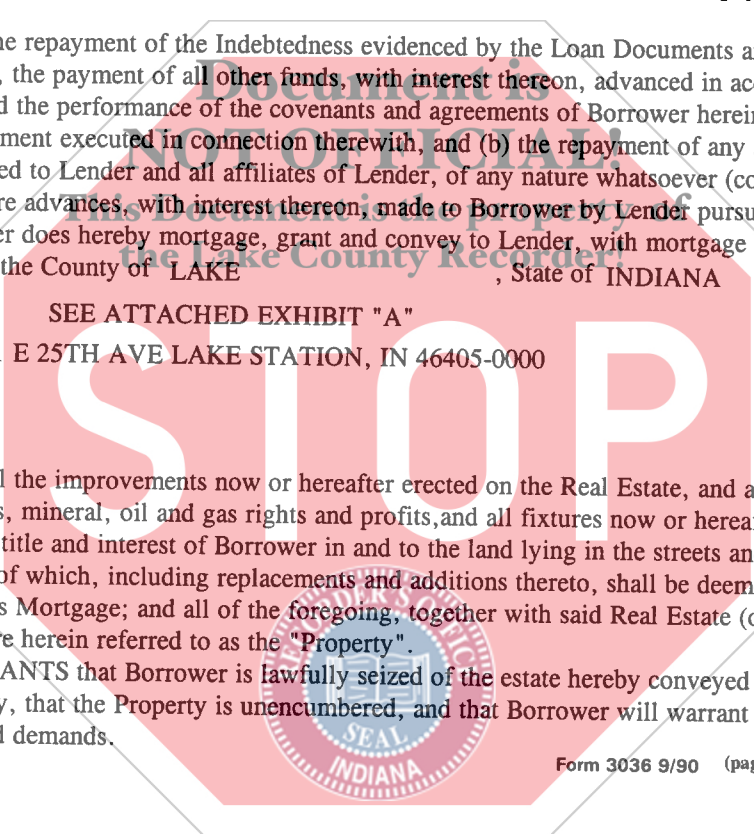 ne repayment of the Indebtedness evidenced by the Loan Documents a
, the payment of all other funds, with interest thereon, advanced in acc
Document is
d the performance of the covenants and agreements of Borrower herein
ment executed in connection therewith, and (b) the repayment of any
NOT OFFICIAL!
ed to Lender and all affiliates of Lender, of any nature whatsoever (co
re advances, with interest thereon, made to Borrower by Lender pursu
This Document is the property of
er does hereby mortgage, grant and convey to Lender, with mortgage
the Lake County Recorder!
the County of LAKE , State of INDIANA
SEE ATTACHED EXHIBIT "A"
E 25TH AVE LAKE STATION, IN 46405-0000
STOP
l the improvements now or hereafter erected on the Real Estate, and a
s, mineral, oil and gas rights and profits,and all fixtures now or herea
title and interest of Borrower in and to the land lying in the streets an
of which, including replacements and additions thereto, shall be deem
s Mortgage; and all of the foregoing, together with said Real Estate (o
re herein referred to as the "Property".
ANTS that Borrower is lawfully seized of the estate hereby conveyed
y, that the Property is unencumbered, and that Borrower will warrant
d demands.
RECORDER'S OFFICE
SEAL
INDIANA
Form 3036 9/90 (pag